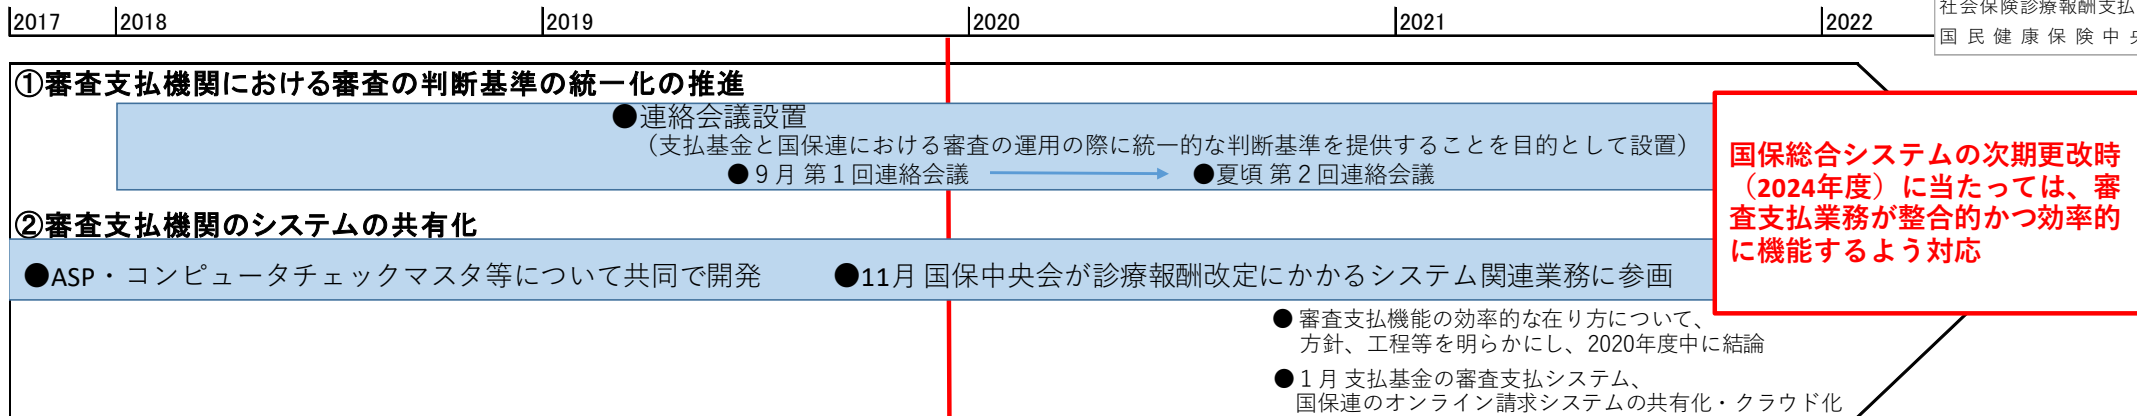 2017
2018
2019
2020
2021
2022
社会保険診療報酬支払
国民健康保険中央
①審査支払機関における審査の判断基準の統一化の推進
●連絡会議設置
（支払基金と国保連における審査の運用の際に統一的な判断基準を提供することを目的として設置）
●９月 第１回連絡会議
●夏頃 第２回連絡会議
②審査支払機関のシステムの共有化
●ASP・コンピュータチェックマスタ等について共同で開発
●11月 国保中央会が診療報酬改定にかかるシステム関連業務に参画
国保総合システムの次期更改時
（2024年度）に当たっては、審
査支払業務が整合的かつ効率的
に機能するよう対応
● 審査支払機能の効率的な在り方について、
方針、工程等を明らかにし、2020年度中に結論
●１月 支払基金の審査支払システム、
国保連のオンライン請求システムの共有化・クラウド化